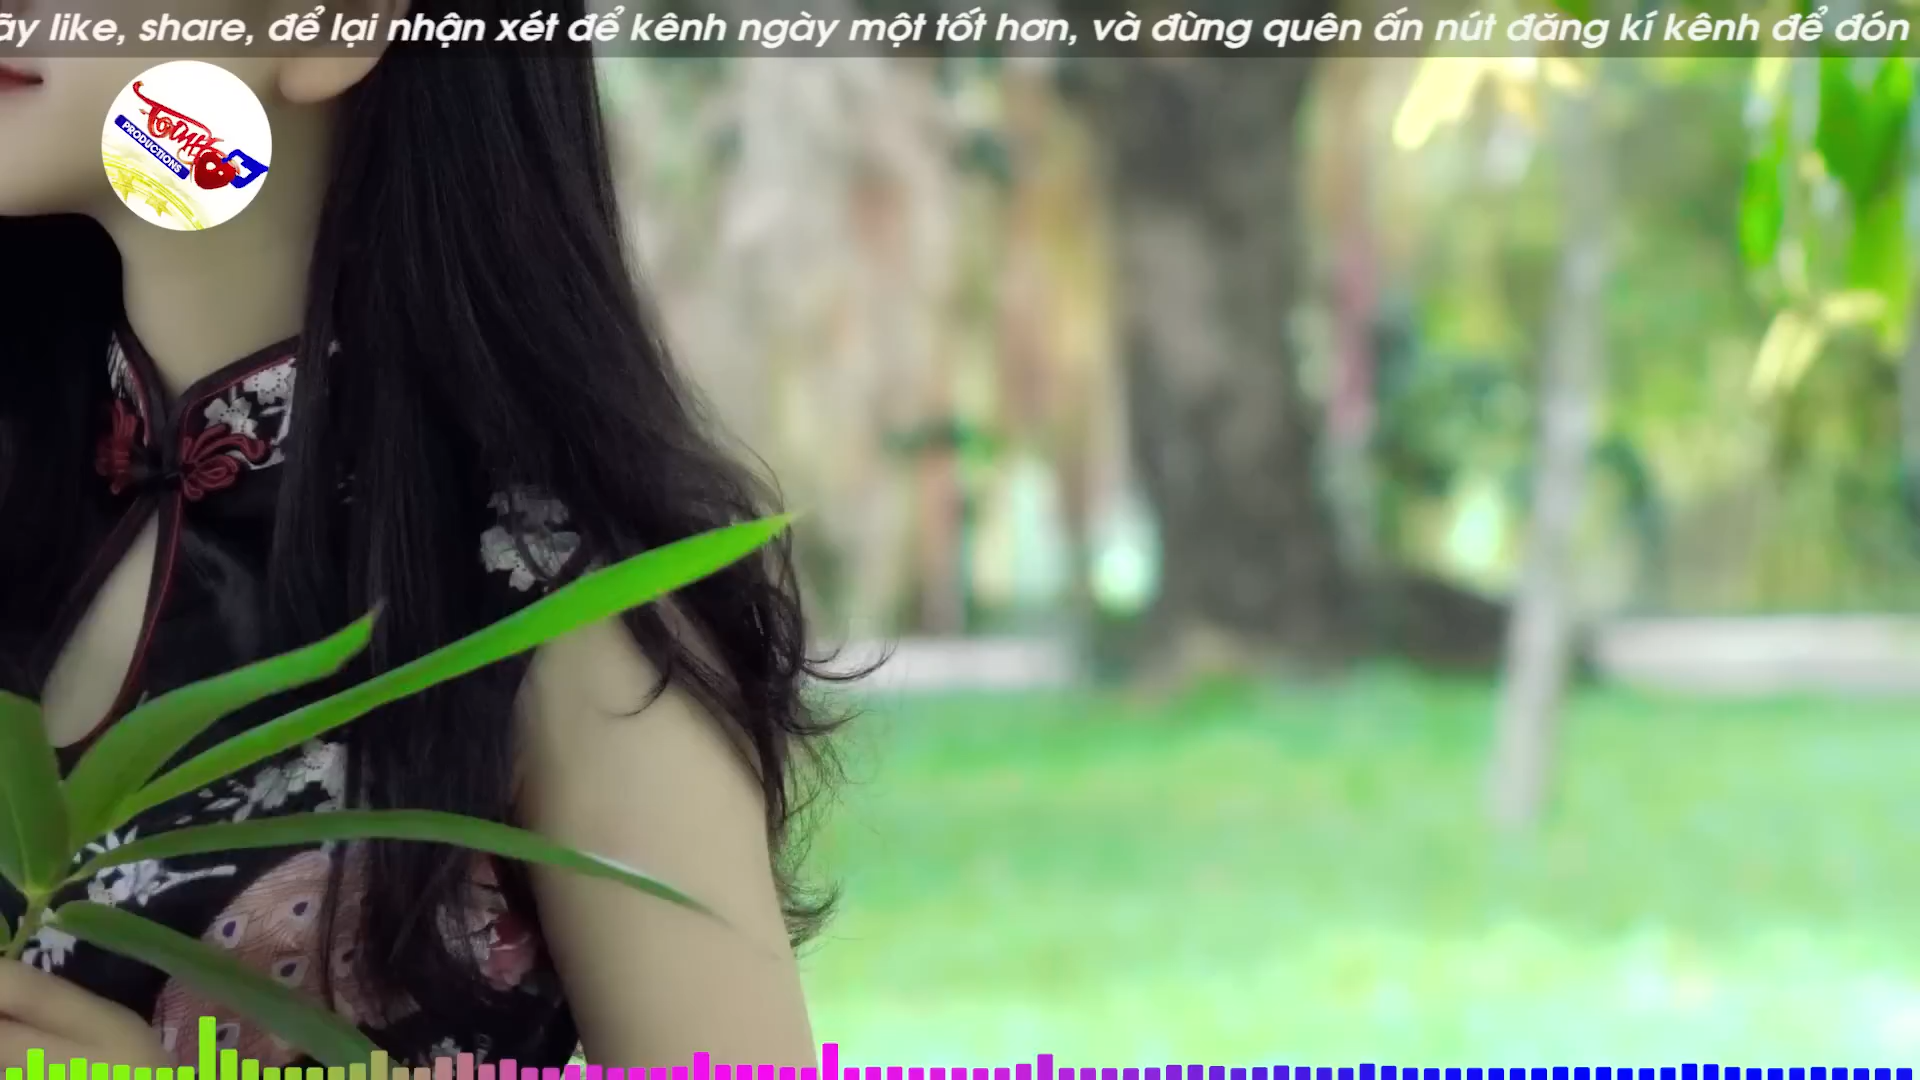 ãy like, share, để lại nhận xét để kênh ngày một tốt hơn, và đừng quên ấn nút đăng kí kênh để đón
PRODUCTIONS